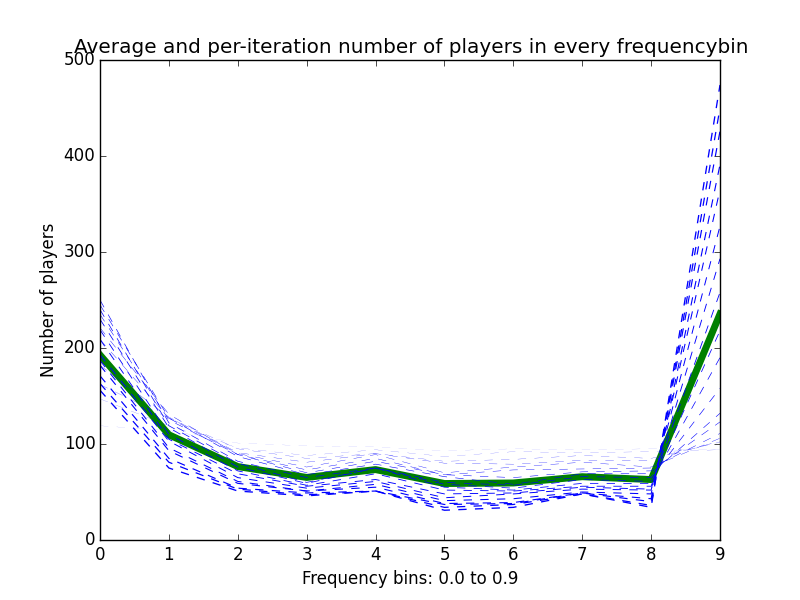 Average and per-iteration number of players in every frequencybin
500
400
300
200
100
0
Number of players
0 1 2 3 4 5 6 7 8 9
Frequency bins: 0.0 to 0.9